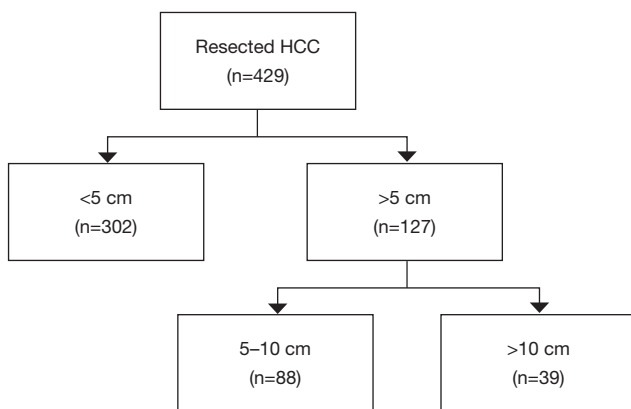 Resected HCC
(n=429)
<5 cm
(n=302)
>5 cm
(n=127)
5–10 cm
(n=88)
>10 cm
(n=39)